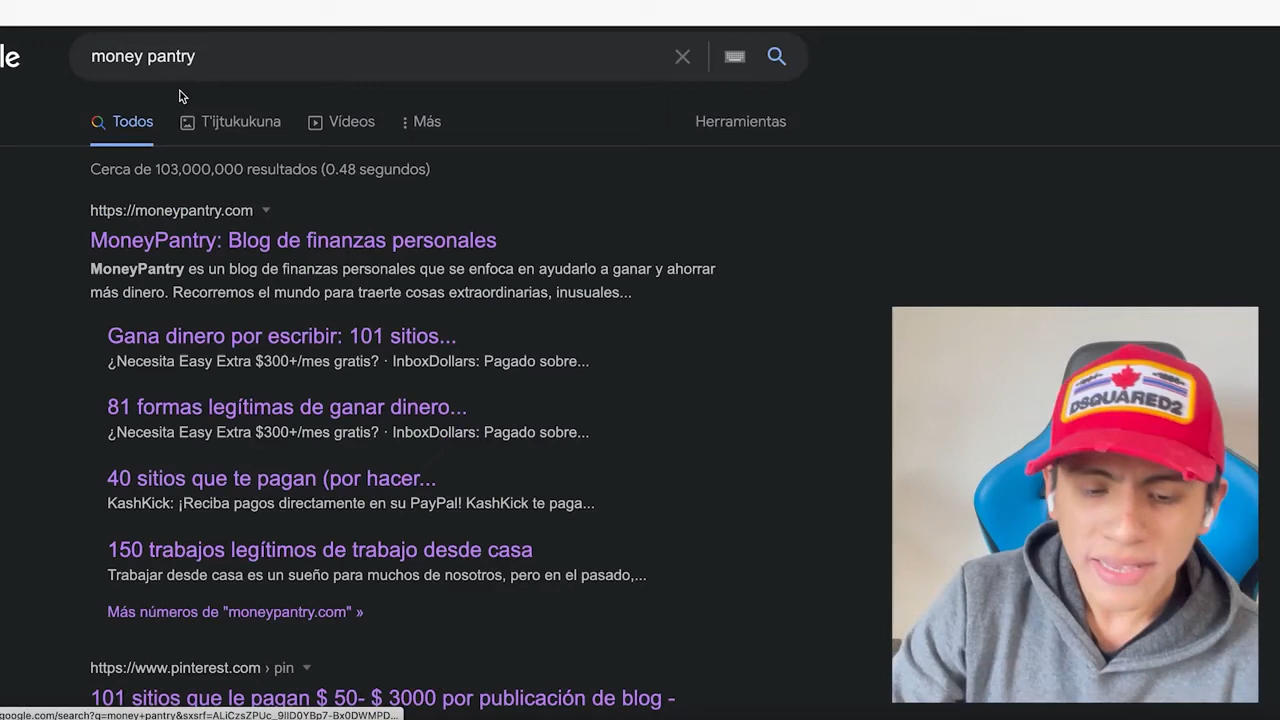 le
money pantry
Todos
T'ijtukukuna
Vídeos
Más
Herramientas
Cerca de 103,000,000 resultados (0.48 segundos)
https://moneypantry.com
MoneyPantry: Blog de finanzas personales
MoneyPantry es un blog de finanzas personales que se enfoca en ayudarlo a ganar y ahorrar
más dinero. Recorremos el mundo para traerte cosas extraordinarias, inusuales...
Gana dinero por escribir: 101 sitios...
¿Necesita Easy Extra $300+/mes gratis? · InboxDollars: Pagado sobre...
81 formas legítimas de ganar dinero...
¿Necesita Easy Extra $300+/mes gratis? · InboxDollars: Pagado sobre...
40 sitios que te pagan (por hacer...
KashKick: ¡Reciba pagos directamente en su PayPal! KashKick te paga...
150 trabajos legítimos de trabajo desde casa
Trabajar desde casa es un sueño para muchos de nosotros, pero en el pasado,...
Más números de "moneypantry.com" »
https://www.pinterest.com › pin
101 sitios que le pagan $ 50- $ 3000 por publicación de blog -
DSQUARED2